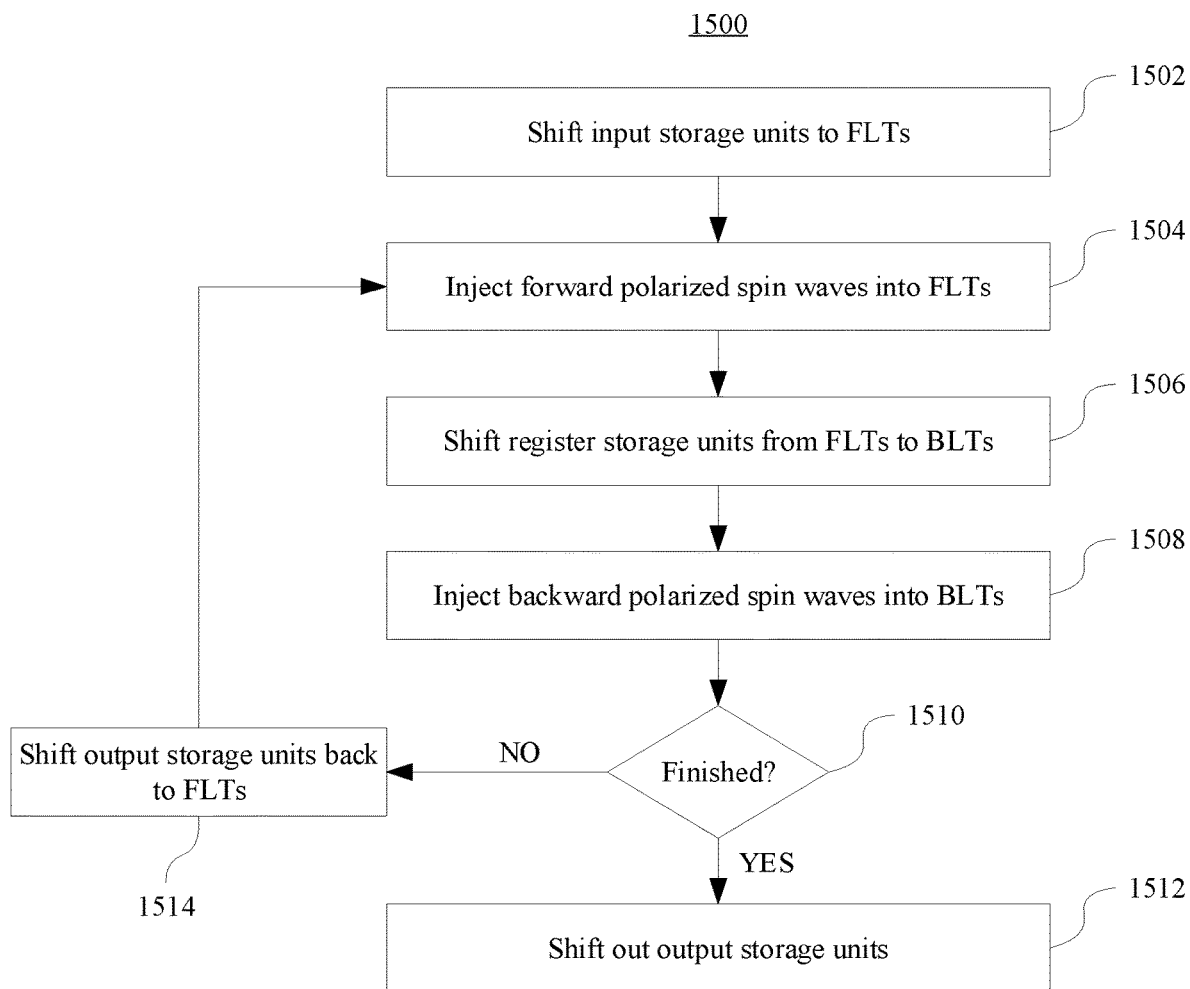 1500
1502
Shift input storage units to FLTs
1504
Inject forward polarized spin waves into FLTs
1506
Shift register storage units from FLTs to BLTs
1508
Inject backward polarized spin waves into BLTs
1510
Finished?
NO
Shift output storage units back
to FLTs
1514
YES
1512
Shift out output storage units